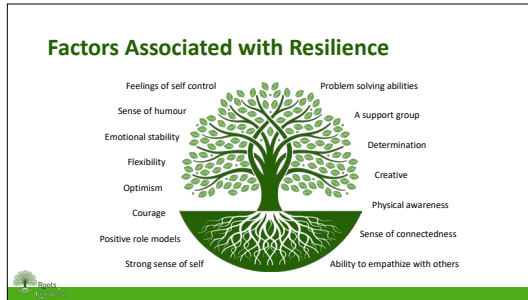 Factors Associated with Resilience
Feelings of self control
Sense of humour
Emotional stability
Flexibility
Optimism
Courage
Positive role models
Strong sense of self
Problem solving abilities
A support group
Determination
Creative
Physical awareness
Sense of connectedness
Ability to empathize with others
Roots